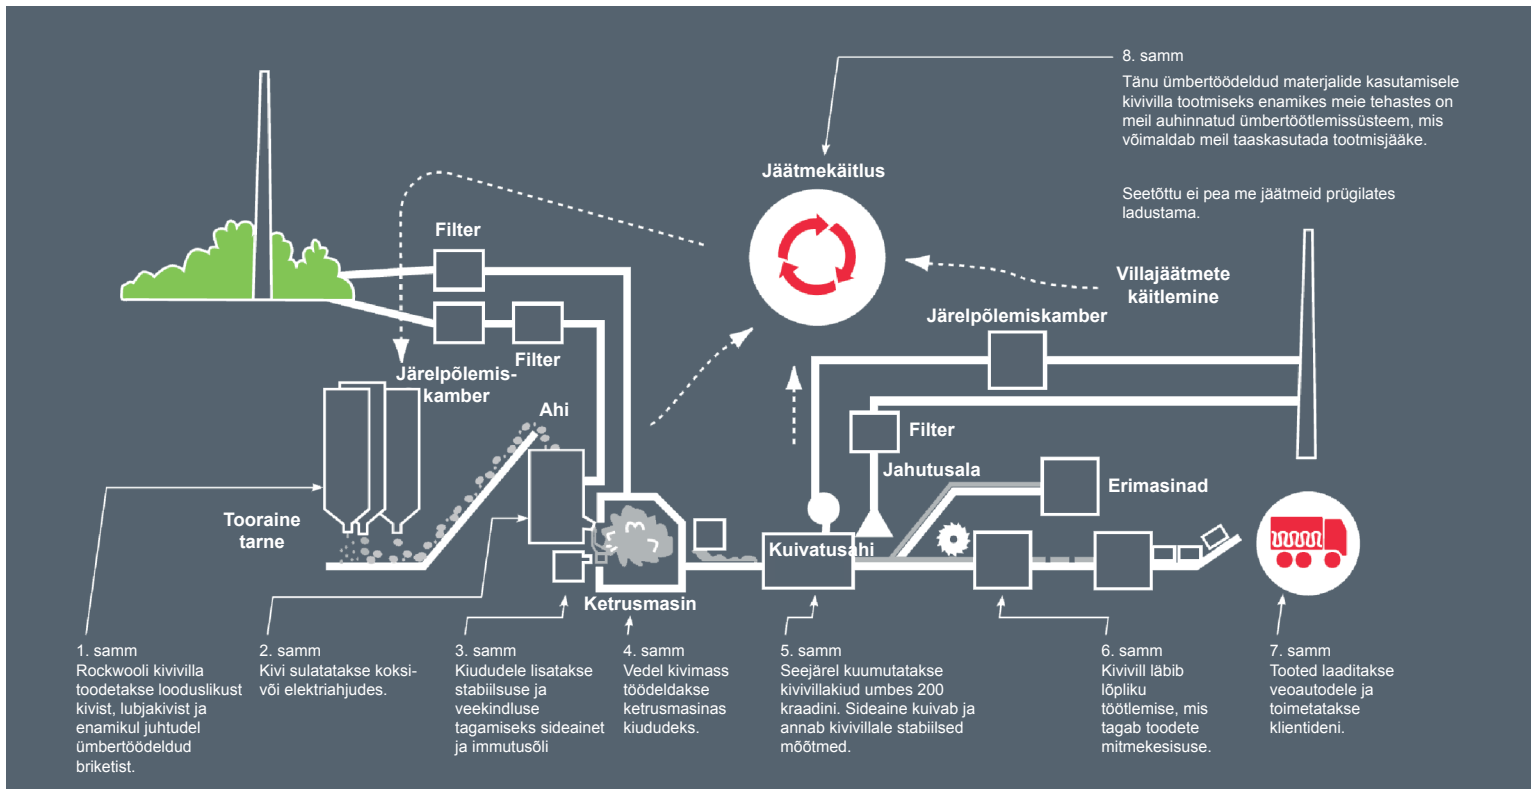 8. samm
Tänu ümbertöödeldud materjalide kasutamisele
kivivilla tootmiseks enamikes meie tehastes on
meil auhinnatud ümbertöötlemissüsteem, mis
võimaldab meil taaskasutada tootmisjääke.
Seetõttu ei pea me jäätmeid prügilates
ladustama.
Jäätmekäitlus
Filter
Villajäätmete
käitlemine
Järelpõlemiskamber
Filter
Järelpõlemis-
kamber
Ahi
Filter
Jahutusala
Erimasinad
Tooraine
tarne
Kuivatusahi
Ketrusmasin
1. samm
Rockwooli kivivilla
toodetakse looduslikust
kivist, lubjakivist ja
enamikul juhtudel
ümbertöödeldud
briketist.
2. samm
Kivi sulatatakse koksi-
või elektriahjudes.
3. samm
Kiududele lisatakse
stabiilsuse ja
veekindluse
tagamiseks sideainet
ja immutusõli
4. samm
Vedel kivimass
töödeldakse
ketrusmasinas
kiududeks.
5. samm
Seejärel kuumutatakse
kivivillakiud umbes 200
kraadini. Sideaine kuivab ja
annab kivivillale stabiilsed
mõõtmed.
6. samm
Kivivill läbib
lõpliku
töötlemise, mis
tagab toodete
mitmekesisuse.
7. samm
Tooted laaditakse
veoautodele ja
toimetatakse
klientideni.